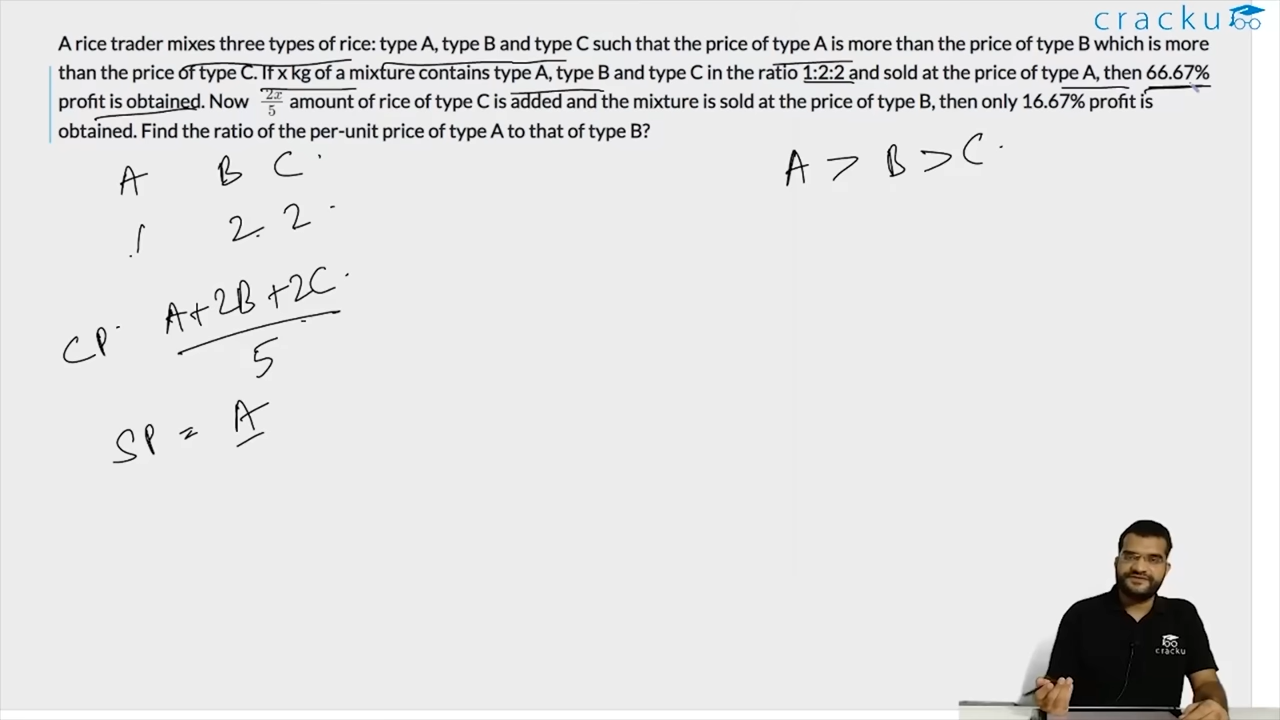 cracku
A rice trader mixes three types of rice: type A, type B and type C such that the price of type A is more than the price of type B which is more
than the price of type C. If x kg of a mixture contains type A, type B and type C in the ratio 1:2:2 and sold at the price of type A, then 66.67%
profit is obtained. Now 2x/5 amount of rice of type C is added and the mixture is sold at the price of type B, then only 16.67% profit is
obtained. Find the ratio of the per-unit price of type A to that of type B?
A B C
A > B > C
1 2 2
CP A+2B+2C
5
SP = A
cracku